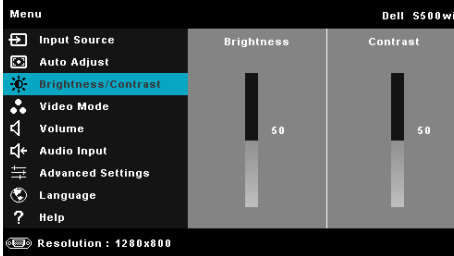 Menu
Dell S500wi
Input Source
Auto Adjust
Brightness/Contrast
Video Mode
Volume
Audio Input
Advanced Settings
Language
Help
Brightness
50
Contrast
50
Resolution : 1280x800